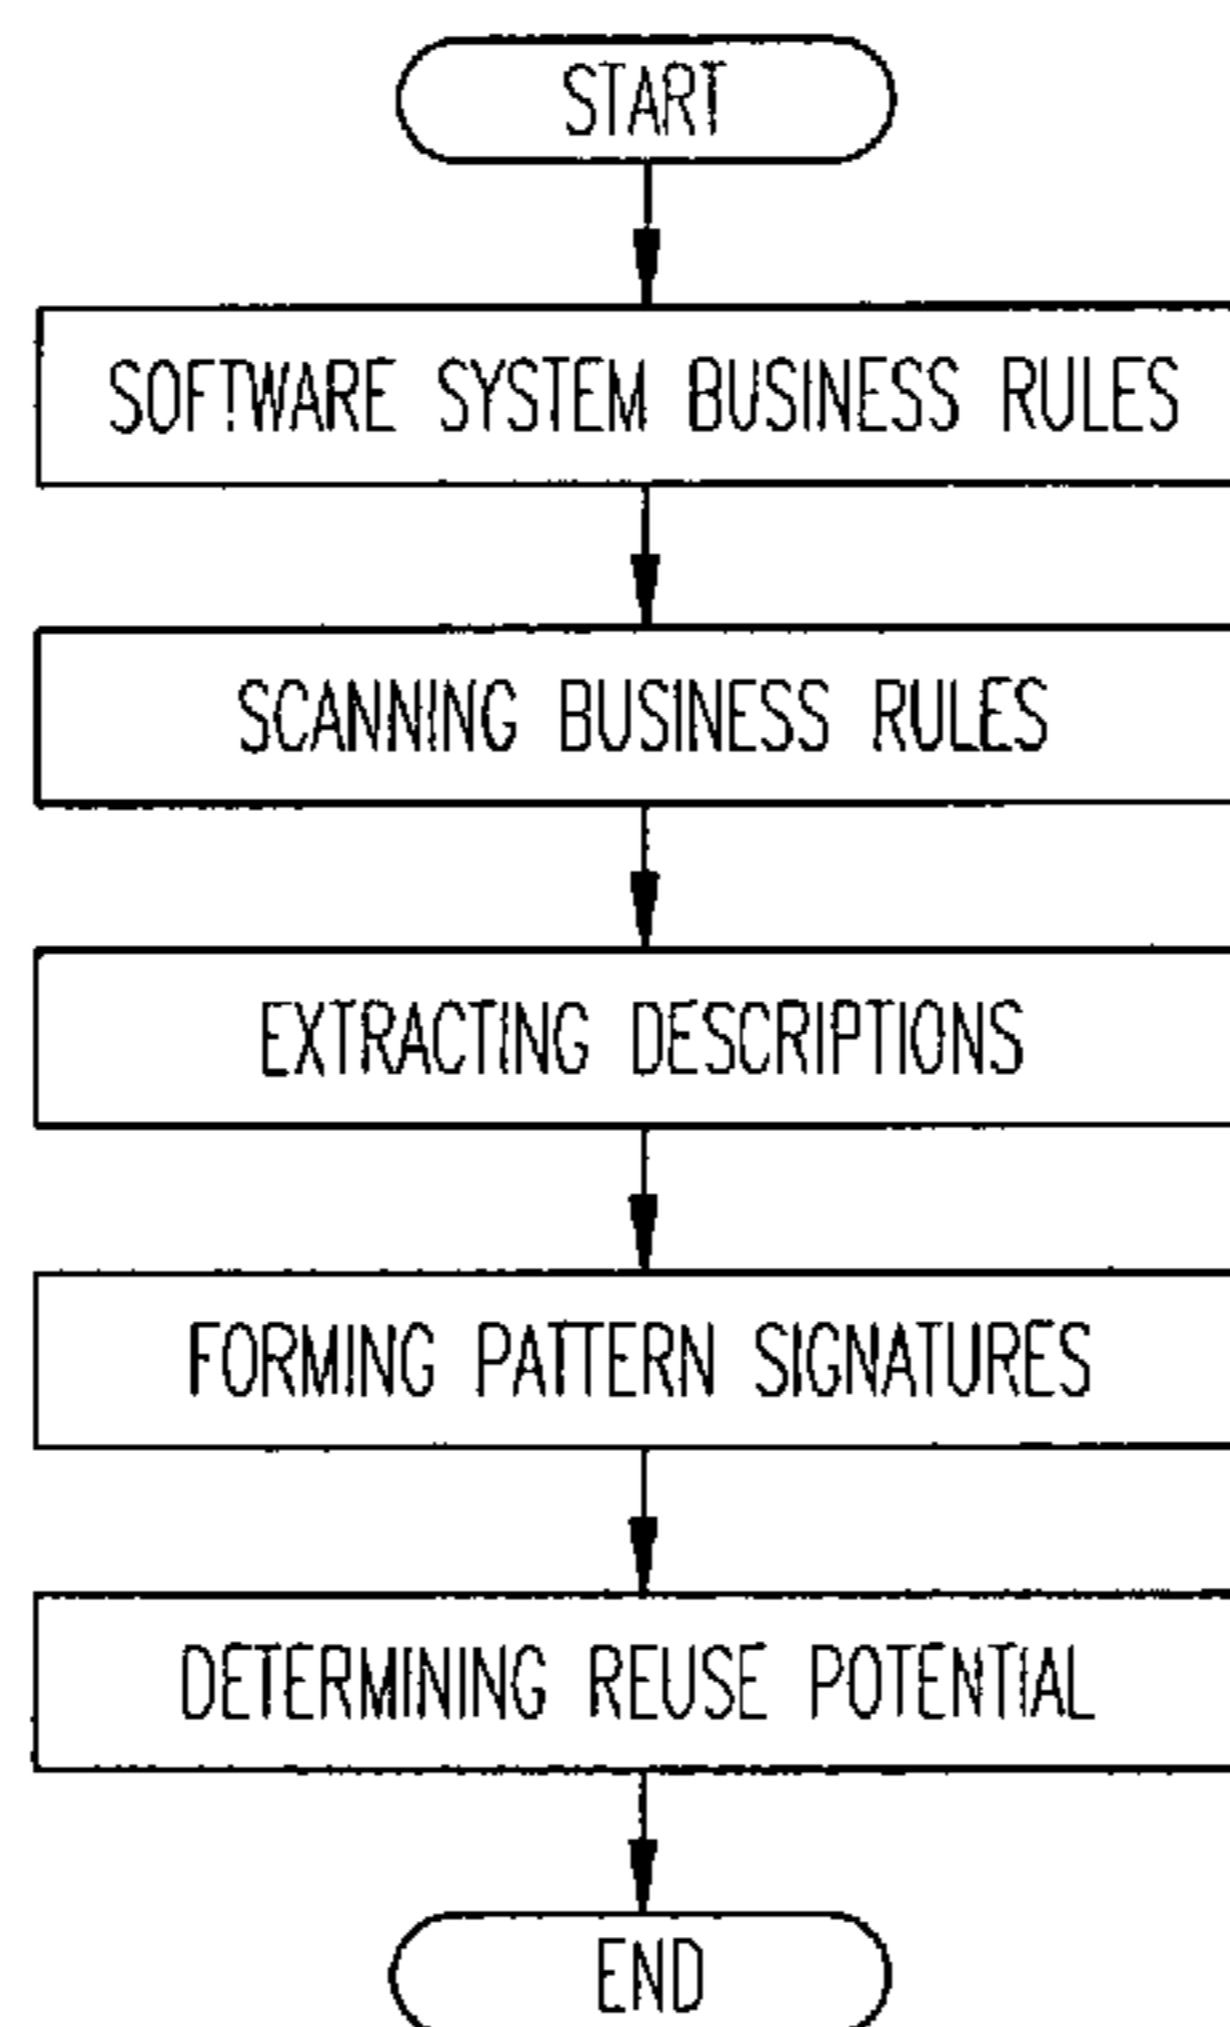 START
SOFTWARE SYSTEM BUSINESS RULES
SCANNING BUSINESS RULES
EXTRACTING DESCRIPTIONS
FORMING PATTERN SIGNATURES
DETERMINING REUSE POTENTIAL
END